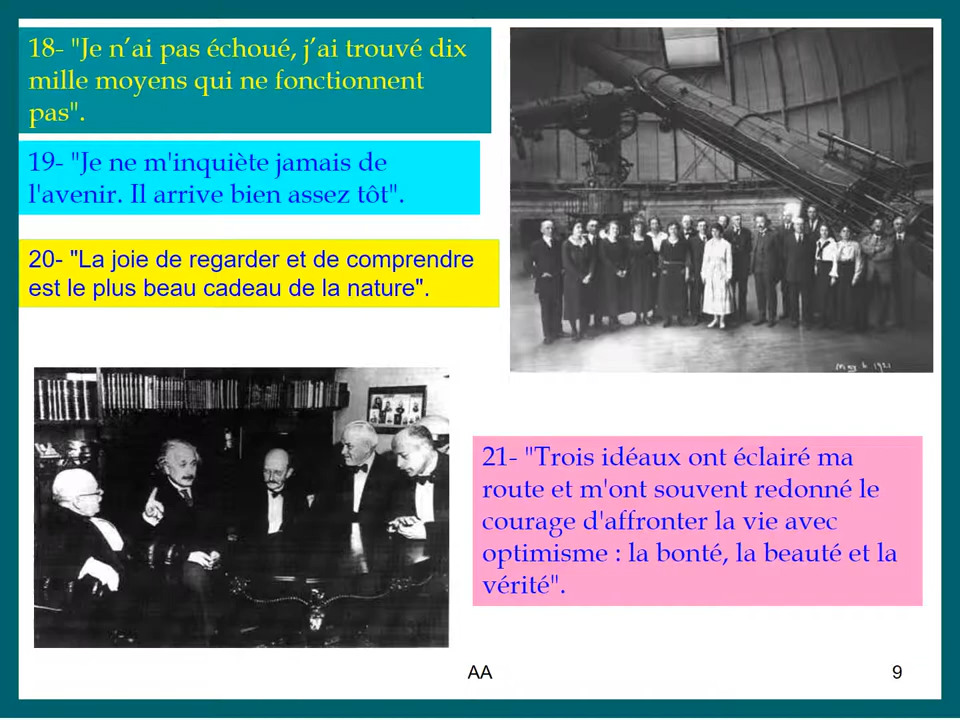 18- "Je n’ai pas échoué, j’ai trouvé dix
mille moyens qui ne fonctionnent
pas".
19- "Je ne m'inquiète jamais de
l'avenir. Il arrive bien assez tôt".
20- "La joie de regarder et de comprendre
est le plus beau cadeau de la nature".
May 6 1921
21- "Trois idéaux ont éclairé ma
route et m'ont souvent redonné le
courage d'affronter la vie avec
optimisme : la bonté, la beauté et la
vérité".
AA
9